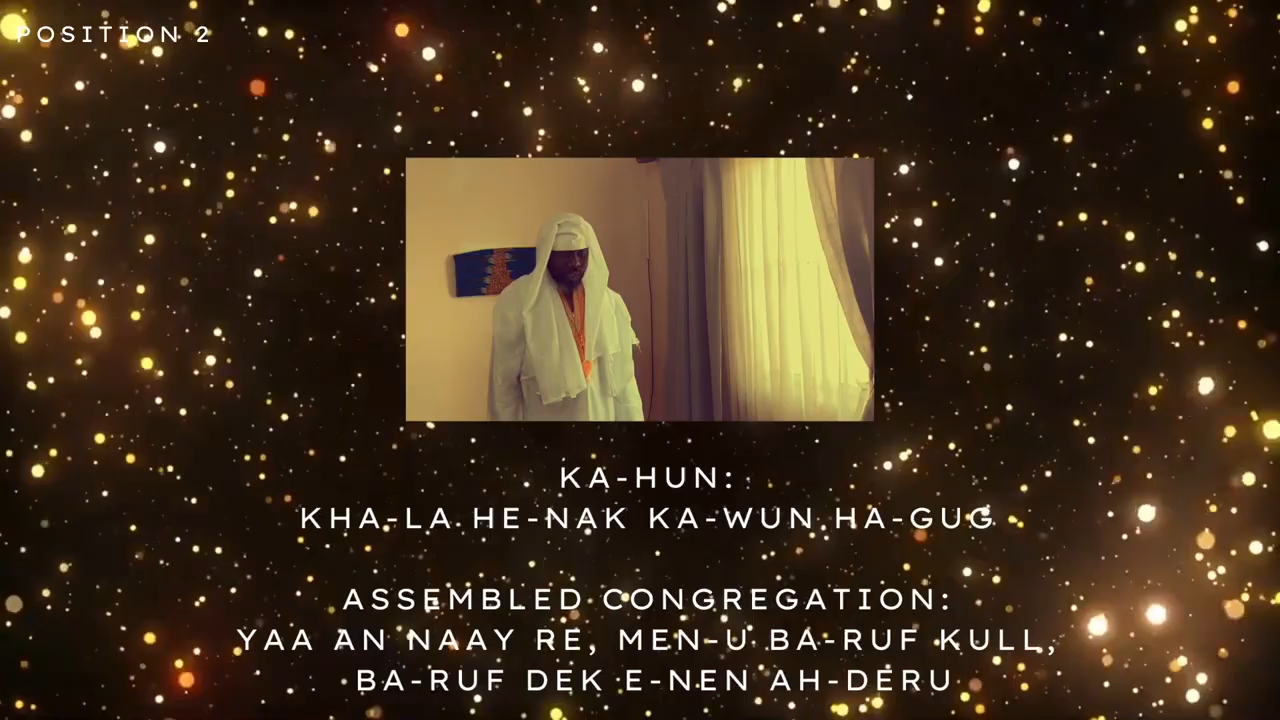 POSITION 2
KA-HUN:
KHA-LA HE-NAK KA-WUN HA-GUG
ASSEMBLED CONGREGATION:
YAA AN NAAY RE, MEN-U BA-RUF KULL,
BA-RUF DEK E-NEN AH-DERU